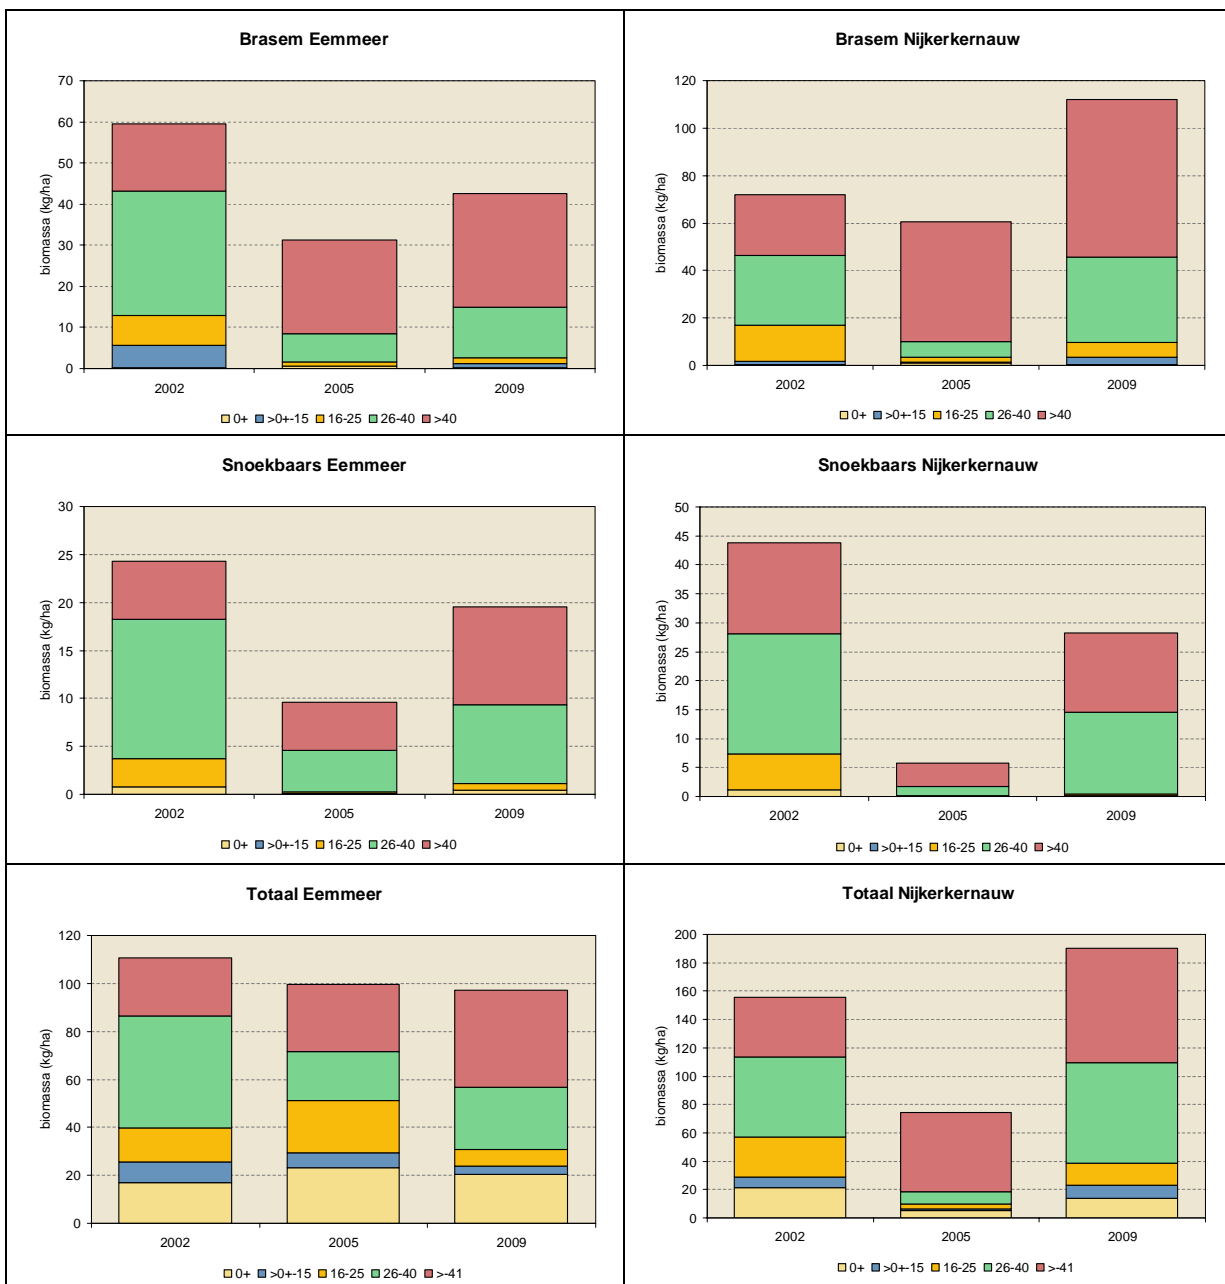 Brasem Eemmeer
biomassa (kg/ha)
70
60
50
40
30
20
10
0
2002 2005 2009
0+ >0+-15 16-25 26-40 >40
Brasem Nijkerkernauw
biomassa (kg/ha)
120
100
80
60
40
20
0
2002 2005 2009
0+ >0+-15 16-25 26-40 >40
Snoekbaars Eemmeer
biomassa (kg/ha)
30
25
20
15
10
5
0
2002 2005 2009
0+ >0+-15 16-25 26-40 >40
Snoekbaars Nijkerkernauw
biomassa (kg/ha)
50
45
40
35
30
25
20
15
10
5
0
2002 2005 2009
0+ >0+-15 16-25 26-40 >40
Totaal Eemmeer
biomassa (kg/ha)
120
100
80
60
40
20
0
2002 2005 2009
0+ >0+-15 16-25 26-40 >-41
Totaal Nijkerkernauw
biomassa (kg/ha)
200
180
160
140
120
100
80
60
40
20
0
2002 2005 2009
0+ >0+-15 16-25 26-40 >-41